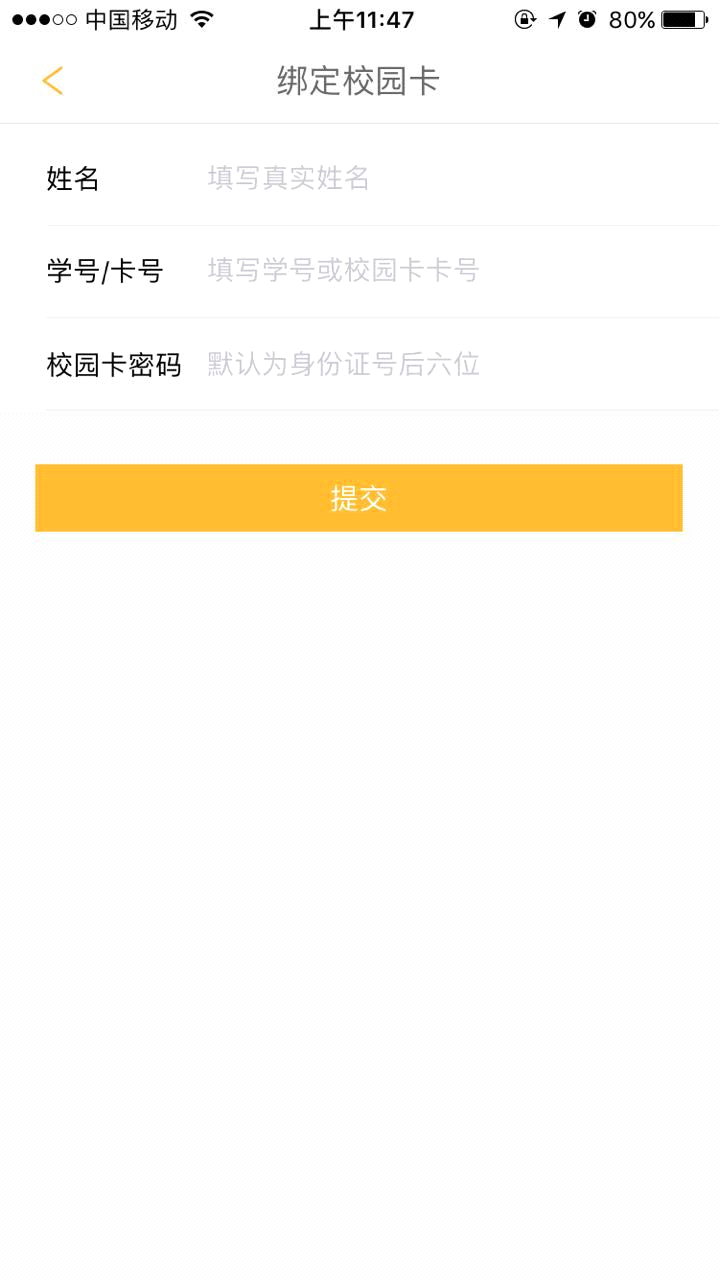 中国移动 上午11:47 80%
绑定校园卡
姓名 填写真实姓名
学号/卡号 填写学号或校园卡卡号
校园卡密码 默认为身份证号后六位
提交